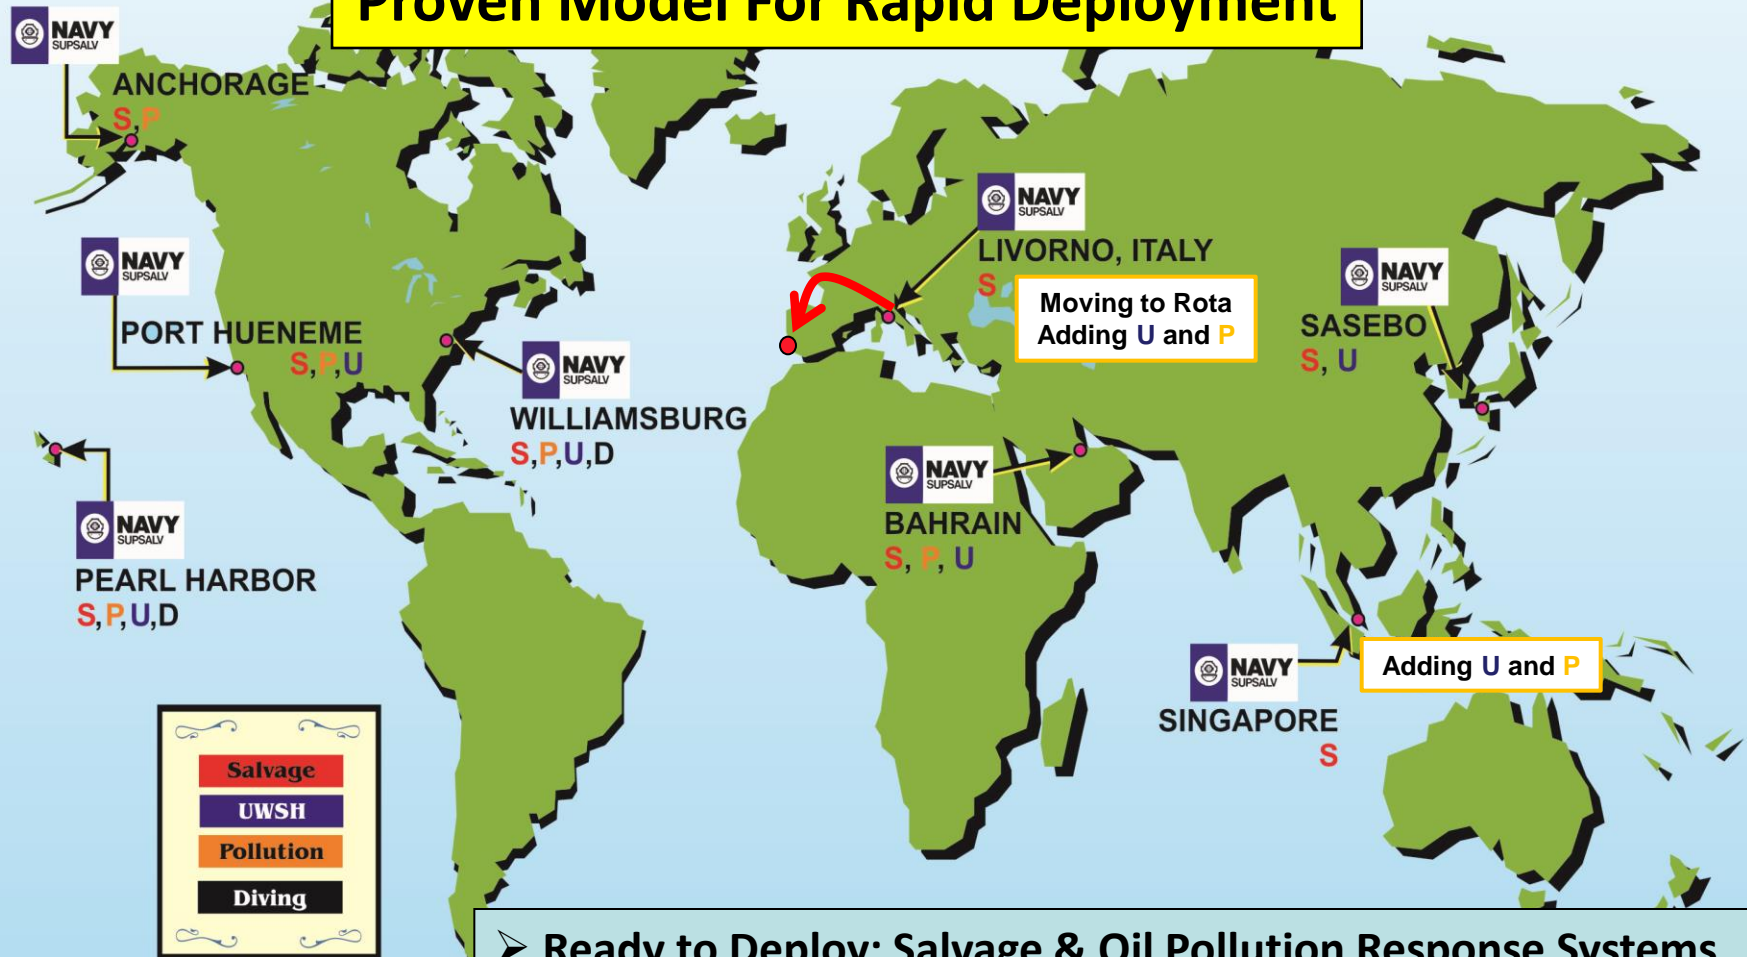 Proven Model For Rapid Deployment
NAVY
SUPSALV
ANCHORAGE
S,P
NAVY
SUPSALV
PORT HUENEME
S,P,U
NAVY
SUPSALV
WILLIAMSBURG
S,P,U,D
NAVY
SUPSALV
PEARL HARBOR
S,P,U,D
NAVY
SUPSALV
LIVORNO, ITALY
S
Moving to Rota
Adding U and P
NAVY
SUPSALV
SASEBO
S, U
NAVY
SUPSALV
BAHRAIN
S, P, U
NAVY
SUPSALV
SINGAPORE
S
Adding U and P
Salvage
UWSH
Pollution
Diving
➢ Ready to Deploy: Salvage & Oil Pollution Response Systems